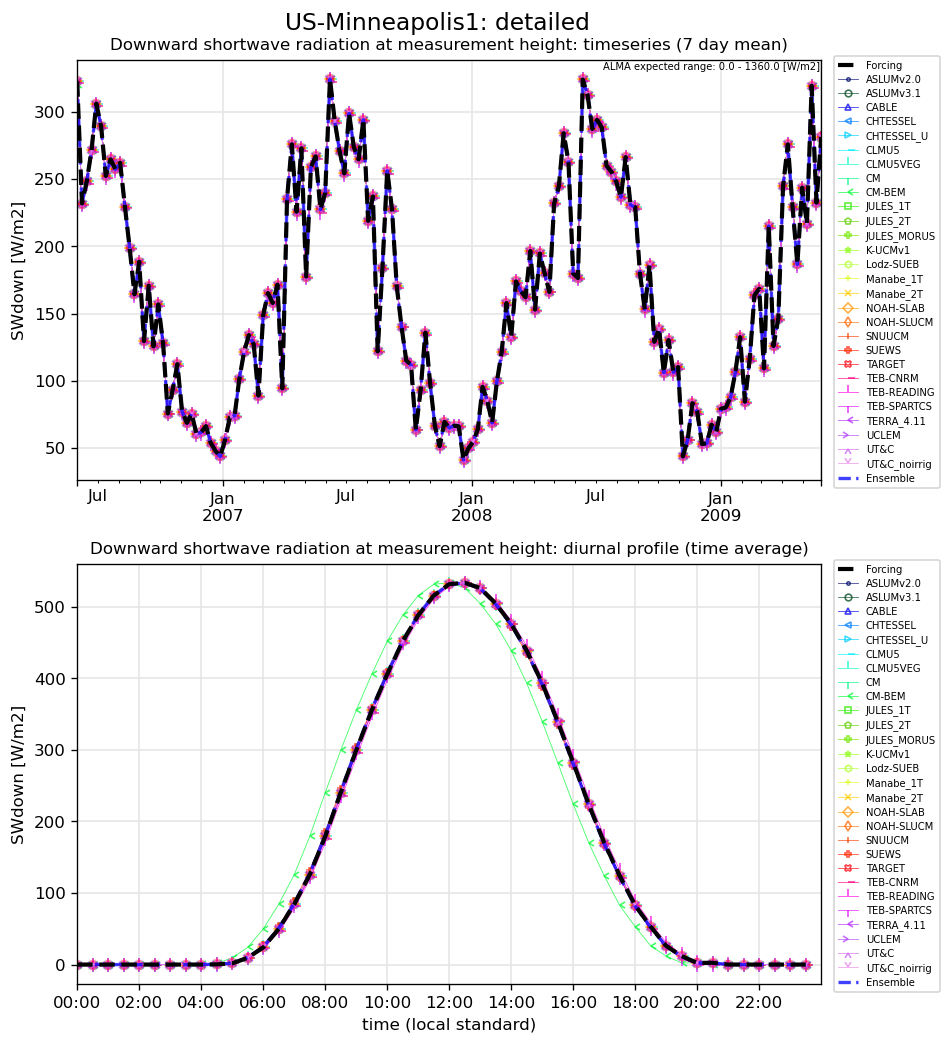 US-Minneapolis1: detailed
Downward shortwave radiation at measurement height: timeseries (7 day mean)
ALMA expected range: 0.0 - 1360.0 [W/m2]
SWdown [W/m2]
300
250
200
150
100
50
Jul
Jan
2007
Jul
Jan
2008
Jul
Jan
2009
Forcing
ASLUMv2.0
ASLUMv3.1
CABLE
CHTESSEL
CHTESSEL_U
CLMU5
CLMU5VEG
CM
CM-BEM
JULES_1T
JULES_2T
JULES_MORUS
K-UCMv1
Lodz-SUEB
Manabe_1T
Manabe_2T
NOAH-SLAB
NOAH-SLUCM
SNUUCM
SUEWS
TARGET
TEB-CNRM
TEB-READING
TEB-SPARTCS
TERRA_4.11
UCLEM
UT&C
UT&C_noirrig
Ensemble
Downward shortwave radiation at measurement height: diurnal profile (time average)
SWdown [W/m2]
500
400
300
200
100
0
00:00
02:00
04:00
06:00
08:00
10:00
12:00
14:00
16:00
18:00
20:00
22:00
time (local standard)
Forcing
ASLUMv2.0
ASLUMv3.1
CABLE
CHTESSEL
CHTESSEL_U
CLMU5
CLMU5VEG
CM
CM-BEM
JULES_1T
JULES_2T
JULES_MORUS
K-UCMv1
Lodz-SUEB
Manabe_1T
Manabe_2T
NOAH-SLAB
NOAH-SLUCM
SNUUCM
SUEWS
TARGET
TEB-CNRM
TEB-READING
TEB-SPARTCS
TERRA_4.11
UCLEM
UT&C
UT&C_noirrig
Ensemble